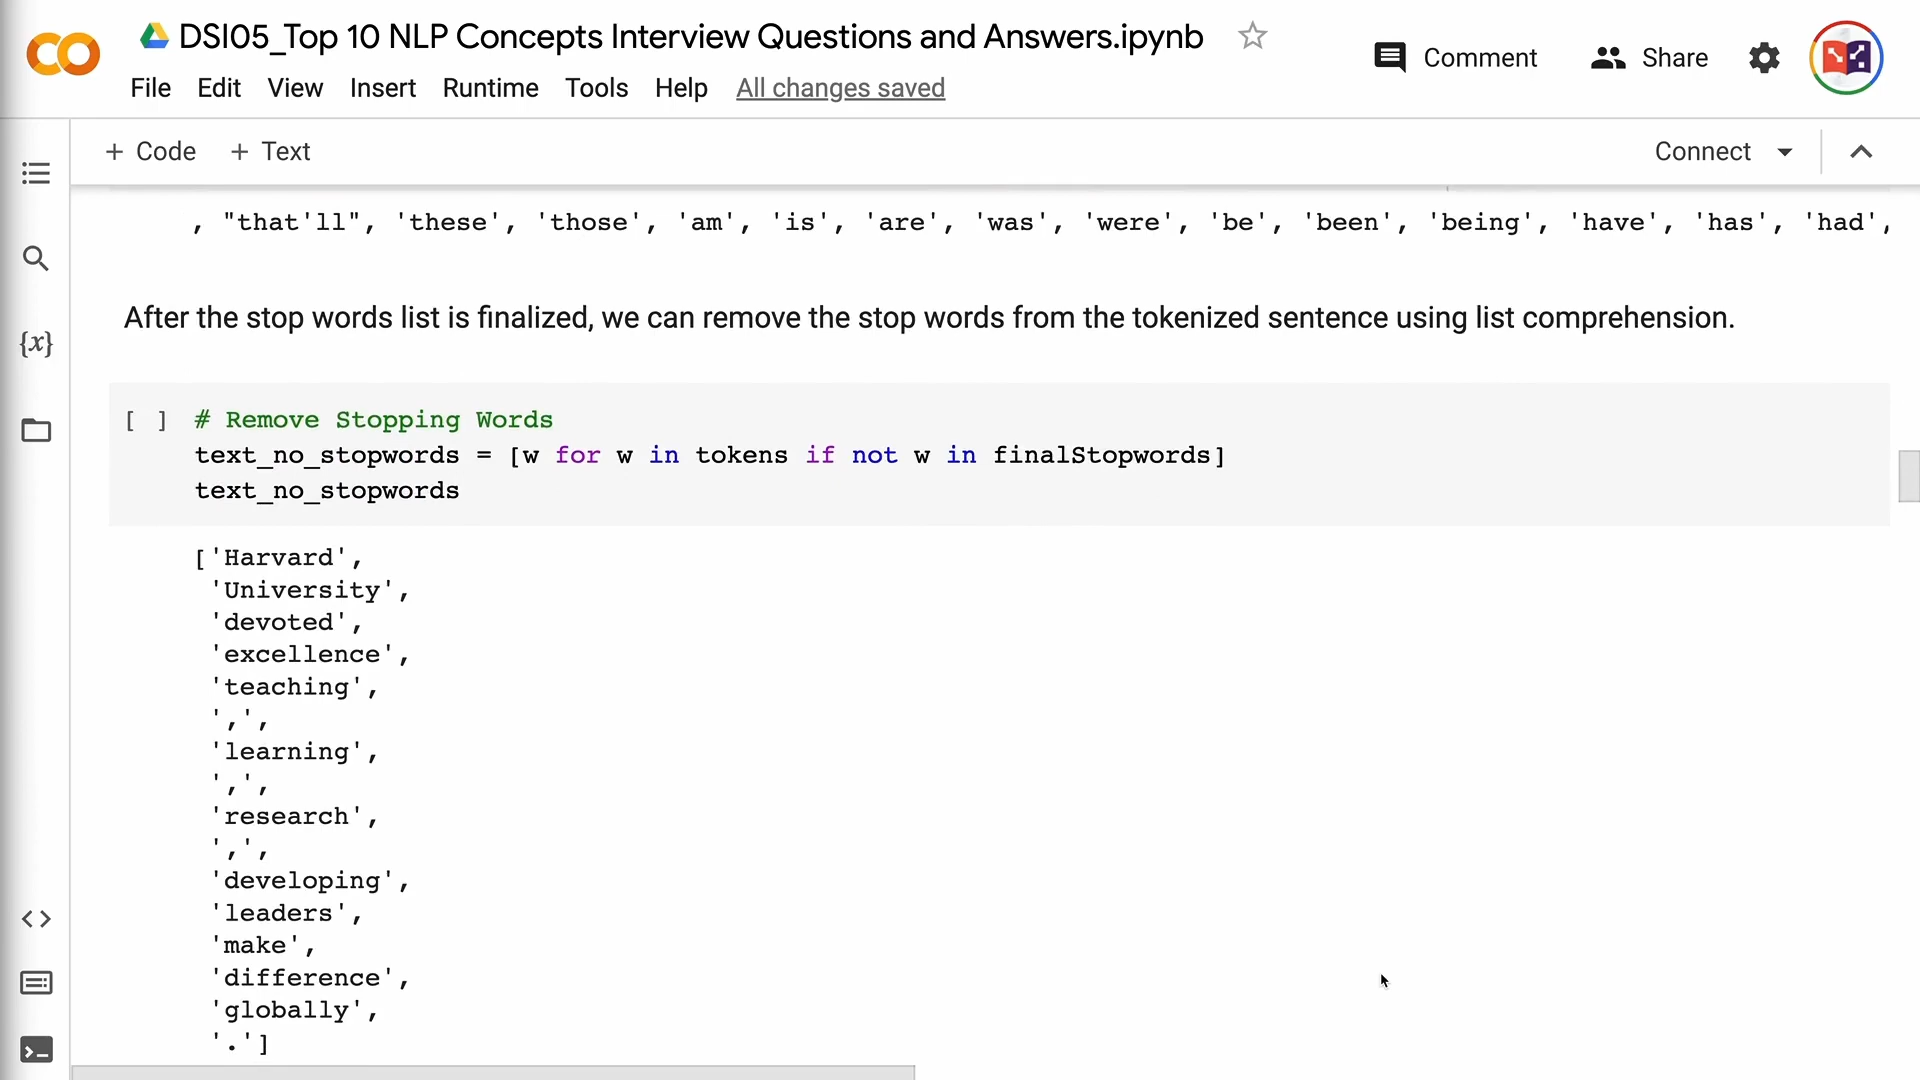 DSI05_Top 10 NLP Concepts Interview Questions and Answers.ipynb
Comment
Share
File Edit View Insert Runtime Tools Help All changes saved
+ Code + Text
Connect
, "that'll", 'these', 'those', 'am', 'is', 'are', 'was', 'were', 'be', 'been', 'being', 'have', 'has', 'had',
{x}
After the stop words list is finalized, we can remove the stop words from the tokenized sentence using list comprehension.
[ ] # Remove Stopping Words
text_no_stopwords = [w for w in tokens if not w in finalStopwords]
text_no_stopwords
['Harvard',
'University',
'devoted',
'excellence',
'teaching',
',',
'learning',
',',
'research',
',',
'developing',
'leaders',
'make',
'difference',
'globally',
'.']